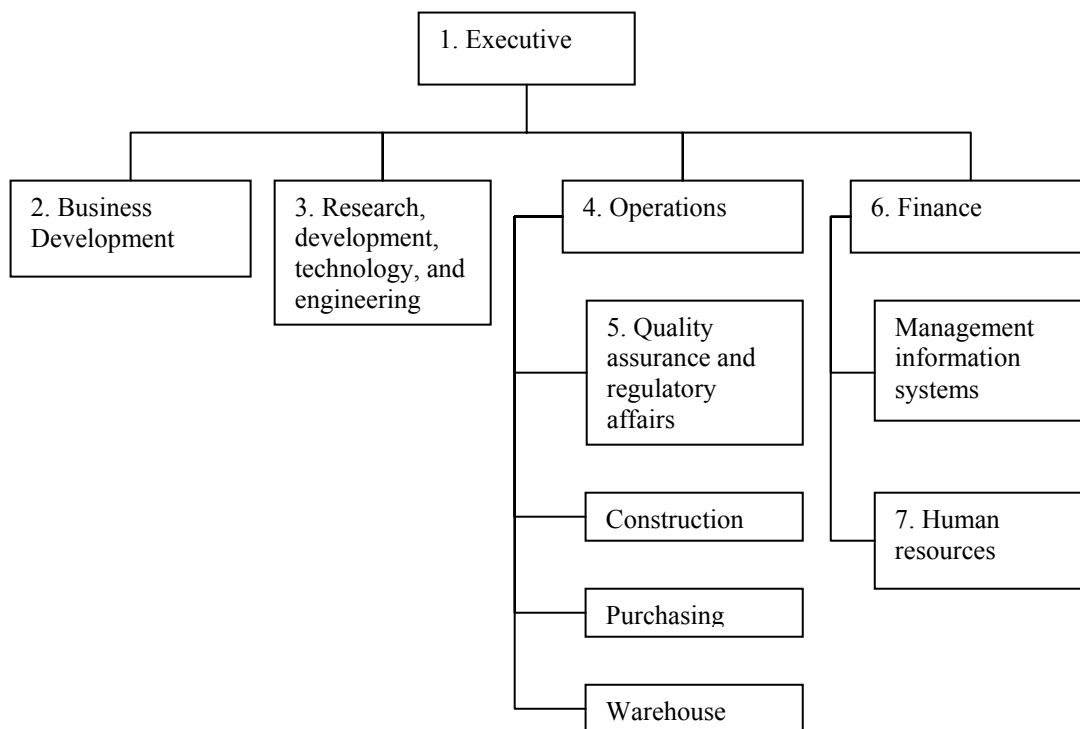 1. Executive
2. Business
Development
3. Research,
development,
technology, and
engineering
4. Operations
6. Finance
5. Quality
assurance and
regulatory
affairs
Management
information
systems
Construction
7. Human
resources
Purchasing
Warehouse